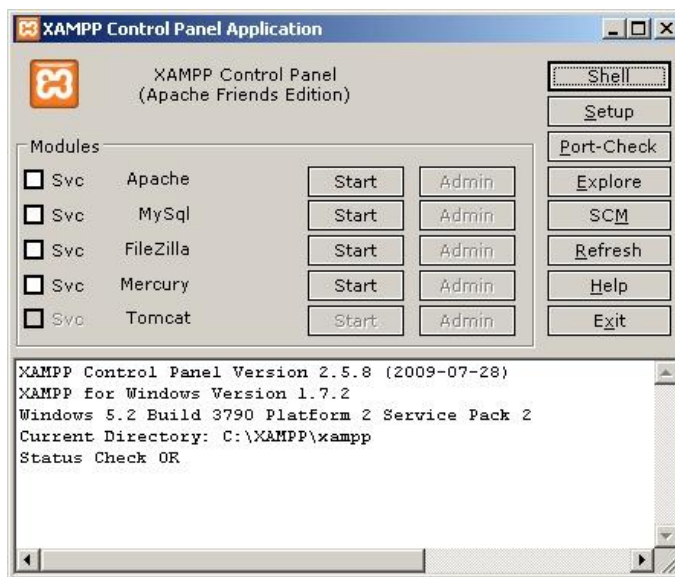 XAMPP Control Panel Application
XAMPP Control Panel
(Apache Friends Edition)
Shell
Setup
Port-Check
Explore
SCM
Refresh
Help
Exit
Modules
Svc Apache Start Admin
Svc MySql Start Admin
Svc FileZilla Start Admin
Svc Mercury Start Admin
Svc Tomcat Start Admin
XAMPP Control Panel Version 2.5.8 (2009-07-28)
XAMPP for Windows Version 1.7.2
Windows 5.2 Build 3790 Platform 2 Service Pack 2
Current Directory: C:\XAMPP\xampp
Status Check OK